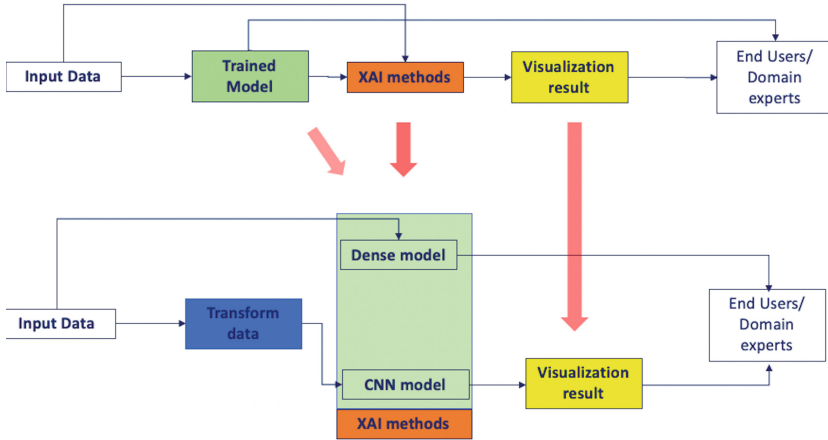 Input Data
Trained
Model
XAI methods
Visualization
result
End Users/
Domain
experts
Dense model
Input Data
Transform
data
CNN model
XAI methods
Visualization
result
End Users/
Domain
experts